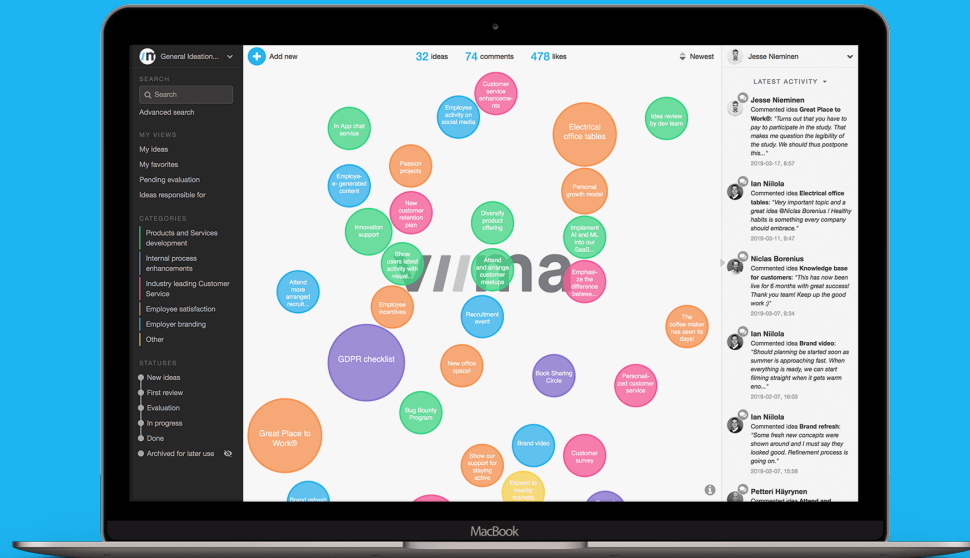 General Ideation...
SEARCH
Search
Advanced search
MY VIEWS
My ideas
My favorites
Pending evaluation
Ideas responsible for
CATEGORIES
Products and Services
development
Internal process
enhancements
Industry leading Customer
Service
Employee satisfaction
Employer branding
Other
STATUSES
New ideas
First review
Evaluation
In progress
Done
Archived for later use
Add new
32 ideas
74 comments
478 likes
Newest
Customer
service
enhanceme-
nts
Employee
activity on
social media
In App chat
service
Electrical
office tables
Idea review
by dev team
Passion
projects
Employe-
e- generated
content
Personal
growth model
New
customer
retention
plan
Innovation
support
Diversify
product
offering
Implement
AI and ML
into our
SaaS...
Show
users latest
activity with
visual...
Attend
and arrange
customer
meetups
Emphasi-
ze the
difference
betwee...
viima
Attend
more
arranged
recruit...
Employee
incentives
Recruitment
event
The
coffee maker
has seen its
days!
GDPR checklist
New office
space!
Book Sharing
Circle
Personali-
zed customer
service
Bug Bounty
Program
Great Place to
Work®
Brand video
Show our
support for
staying
active
Customer
survey
Expand to
nearby
markets
Brand refresh
Jesse Nieminen
LATEST ACTIVITY
Jesse Nieminen
Commented idea Great Place to
Work®: "Turns out that you have to
pay to participate in the study. That
makes me question the legibility of
the study. We should thus postpone
this..."
2019-03-17, 8:57
Ian Niilola
Commented idea Electrical office
tables: "Very important topic and a
great idea @Niclas Borenius ! Healthy
habits is something every company
should embrace."
2019-03-11, 9:47
Niclas Borenius
Commented idea Knowledge base
for customers: "This has now been
live for 6 months with great success!
Thank you team! Keep up the good
work ;)"
2019-03-07, 9:34
Ian Niilola
Commented idea Brand video:
"Should planning be started soon as
summer is approaching fast. When
everything is ready, we can start
filming straight when it gets warm
eno..."
2019-02-07, 16:03
Ian Niilola
Commented idea Brand refresh:
"Some fresh new concepts were
shown around and I must say they
looked good. Refinement process is
going on."
2019-02-07, 15:58
Petteri Häyrynen
Commented idea Attend and
MacBook